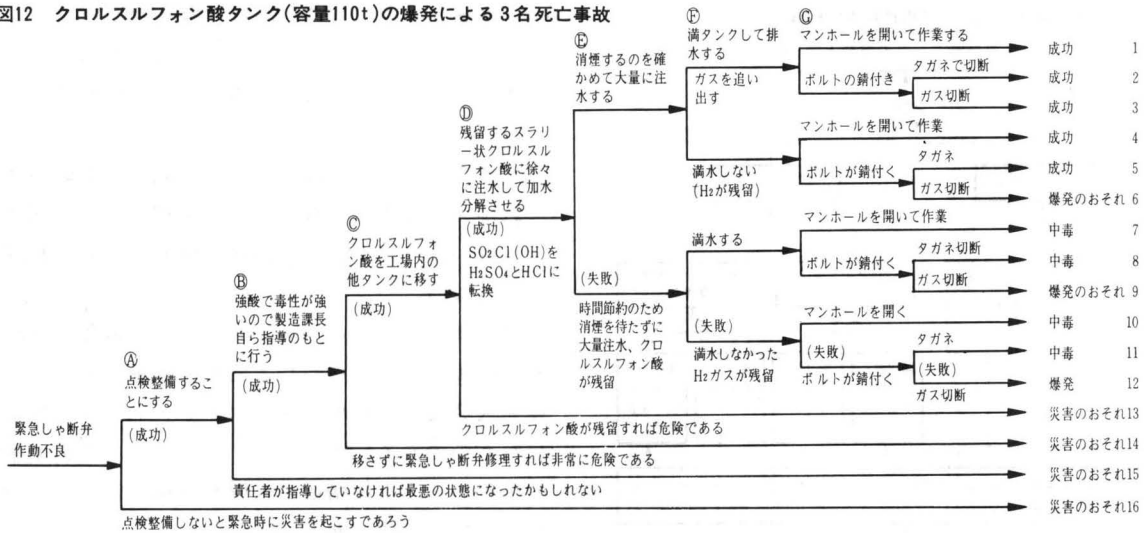 図12 クロルスルフォン酸タンク(容量110t)の爆発による3名死亡事故
Ⓐ
点検整備するこ
とにする
(成功)
緊急しゃ断弁
作動不良
Ⓑ
強酸で毒性が強
いので製造課長
自ら指導のもと
に行う
(成功)
Ⓒ
クロルスルフォ
ン酸を工場内の
他タンクに移す
(成功)
Ⓓ
残留するスラリ
ー状クロルスル
フォン酸に徐々
に注水して加水
分解させる
(成功)
SO2Cl(OH)を
H2SO4とHClに
転換
Ⓔ
消煙するのを確
かめて大量に注
水する
(失敗)
時間節約のため
消煙を待たずに
大量注水、クロ
ルスルフォン酸
が残留
Ⓕ
満タンクして排
水する
ガスを追い
出す
満水しない
(H2が残留)
満水する
(失敗)
満水しなかった
H2ガスが残留
Ⓖ
マンホールを開いて作業する
成功 1
ボルトの錆付き
タガネで切断
成功 2
ガス切断
成功 3
マンホールを開いて作業
成功 4
ボルトが錆付く
タガネ
成功 5
ガス切断
爆発のおそれ 6
マンホールを開いて作業
中毒 7
ボルトが錆付く
タガネ切断
中毒 8
ガス切断
爆発のおそれ 9
マンホールを開く
中毒 10
(失敗)
ボルトが錆付く
タガネ
中毒 11
(失敗)
ガス切断
爆発 12
クロルスルフォン酸が残留すれば危険である
災害のおそれ13
移さずに緊急しゃ断弁修理すれば非常に危険である
災害のおそれ14
責任者が指導していなければ最悪の状態になったかもしれない
災害のおそれ15
点検整備しないと緊急時に災害を起こすであろう
災害のおそれ16